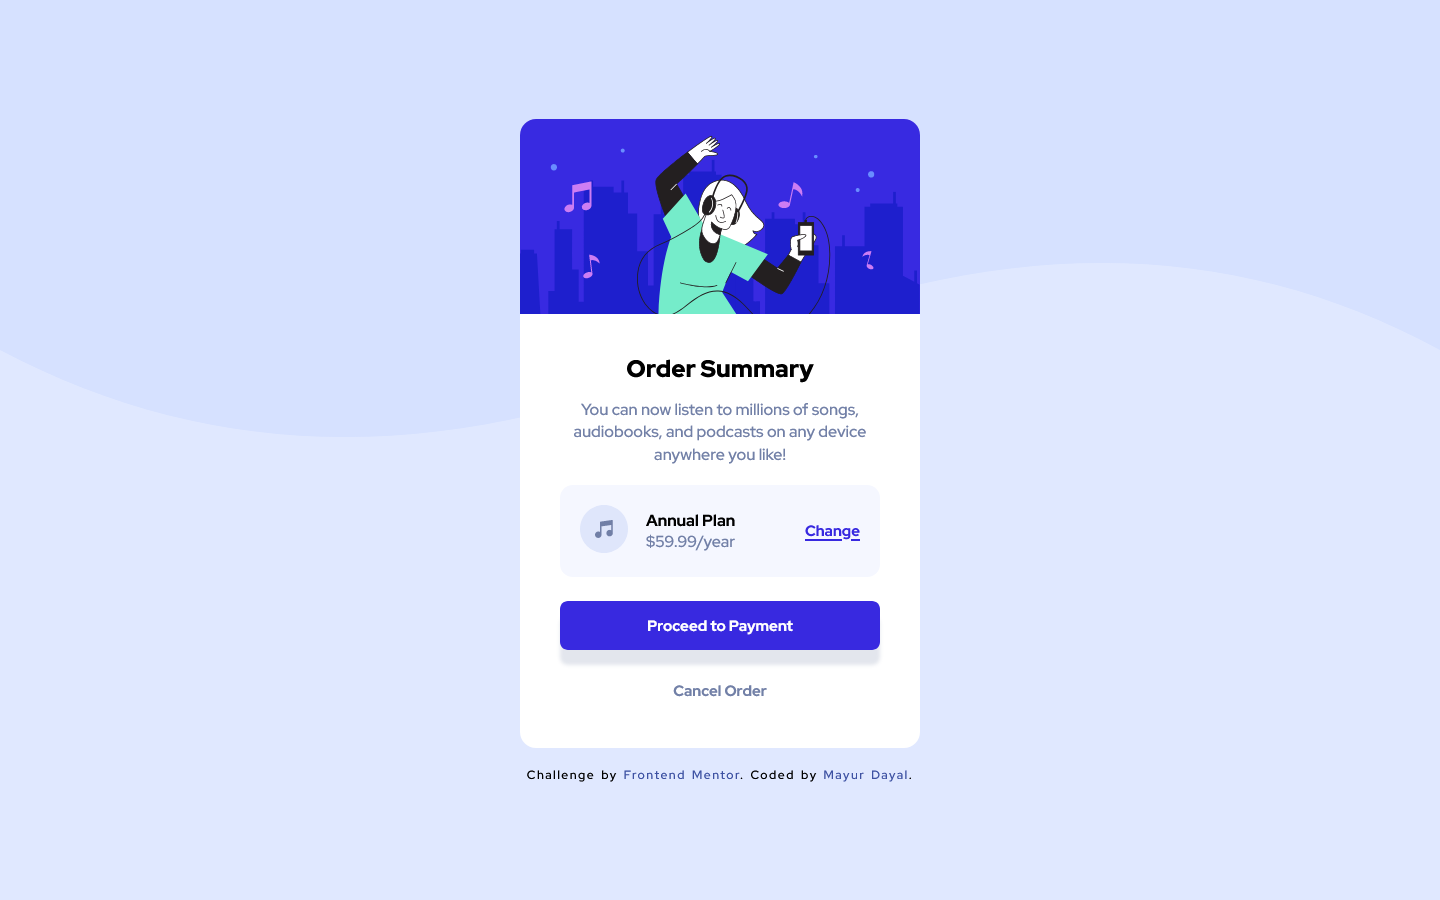 Order Summary
You can now listen to millions of songs,
audiobooks, and podcasts on any device
anywhere you like!
Annual Plan
$59.99/year
Change
Proceed to Payment
Cancel Order
Challenge by Frontend Mentor. Coded by Mayur Dayal.